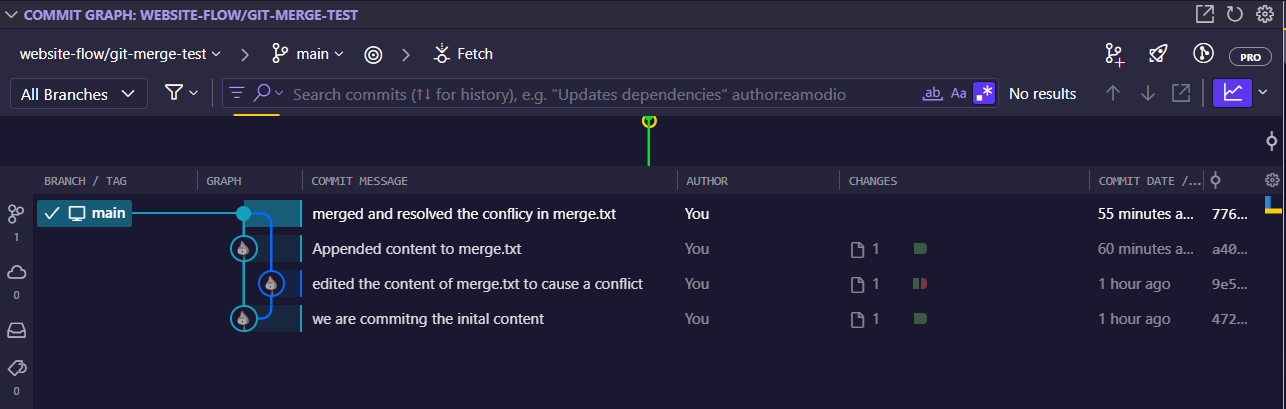 COMMIT GRAPH: WEBSITE-FLOW/GIT-MERGE-TEST
website-flow/git-merge-test main Fetch PRO
All Branches Search commits (↑↓ for history), e.g. "Updates dependencies" author:eamodio ab Aa .* No results
BRANCH / TAG GRAPH COMMIT MESSAGE AUTHOR CHANGES COMMIT DATE /...
main merged and resolved the conflicy in merge.txt You 55 minutes a... 776...
1
Appended content to merge.txt You 1 60 minutes a... a40...
edited the content of merge.txt to cause a conflict You 1 1 hour ago 9e5...
0
we are commitng the inital content You 1 1 hour ago 472...
0